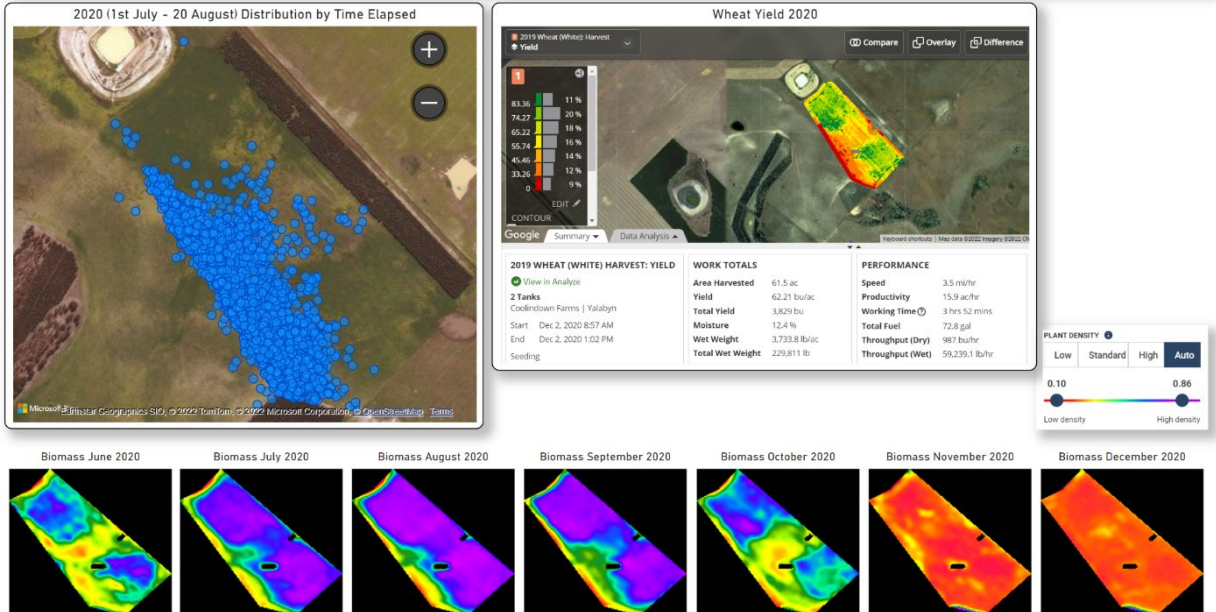 2020 (1st July - 20 August) Distribution by Time Elapsed
Microsoft
Earthstar Geographics SIO, © 2022 TomTom, © 2022 Microsoft Corporation, © OpenStreetMap Terms
Wheat Yield 2020
2019 Wheat (White): Harvest
Yield
Compare
Overlay
Difference
1
83.36
74.27
65.22
55.74
45.46
33.26
0
11 %
20 %
18 %
16 %
14 %
12 %
9 %
EDIT
CONTOUR
Google
Summary
Data Analysis
Keyboard shortcuts
Map data ©2022 Imagery ©2022
2019 WHEAT (WHITE) HARVEST: YIELD
View in Analyze
2 Tanks
Coolindown Farms | Yalabyn
Start Dec 2, 2020 8:57 AM
End Dec 2, 2020 1:02 PM
Seeding
WORK TOTALS
Area Harvested 61.5 ac
Yield 62.21 bu/ac
Total Yield 3,829 bu
Moisture 12.4 %
Wet Weight 3,733.8 lb/ac
Total Wet Weight 229,811 lb
PERFORMANCE
Speed 3.5 mi/hr
Productivity 15.9 ac/hr
Working Time 3 hrs 52 mins
Total Fuel 72.8 gal
Throughput (Dry) 987 bu/hr
Throughput (Wet) 59,239.1 lb/hr
PLANT DENSITY
Low Standard High Auto
0.10 0.86
Low density High density
Biomass June 2020
Biomass July 2020
Biomass August 2020
Biomass September 2020
Biomass October 2020
Biomass November 2020
Biomass December 2020